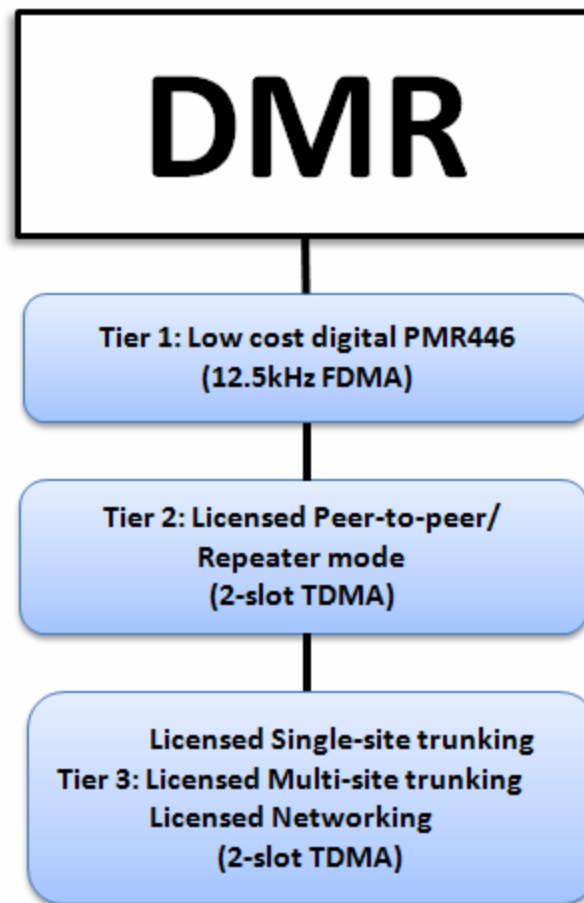 DMR
Tier 1: Low cost digital PMR446
(12.5kHz FDMA)
Tier 2: Licensed Peer-to-peer/
Repeater mode
(2-slot TDMA)
Licensed Single-site trunking
Tier 3: Licensed Multi-site trunking
Licensed Networking
(2-slot TDMA)